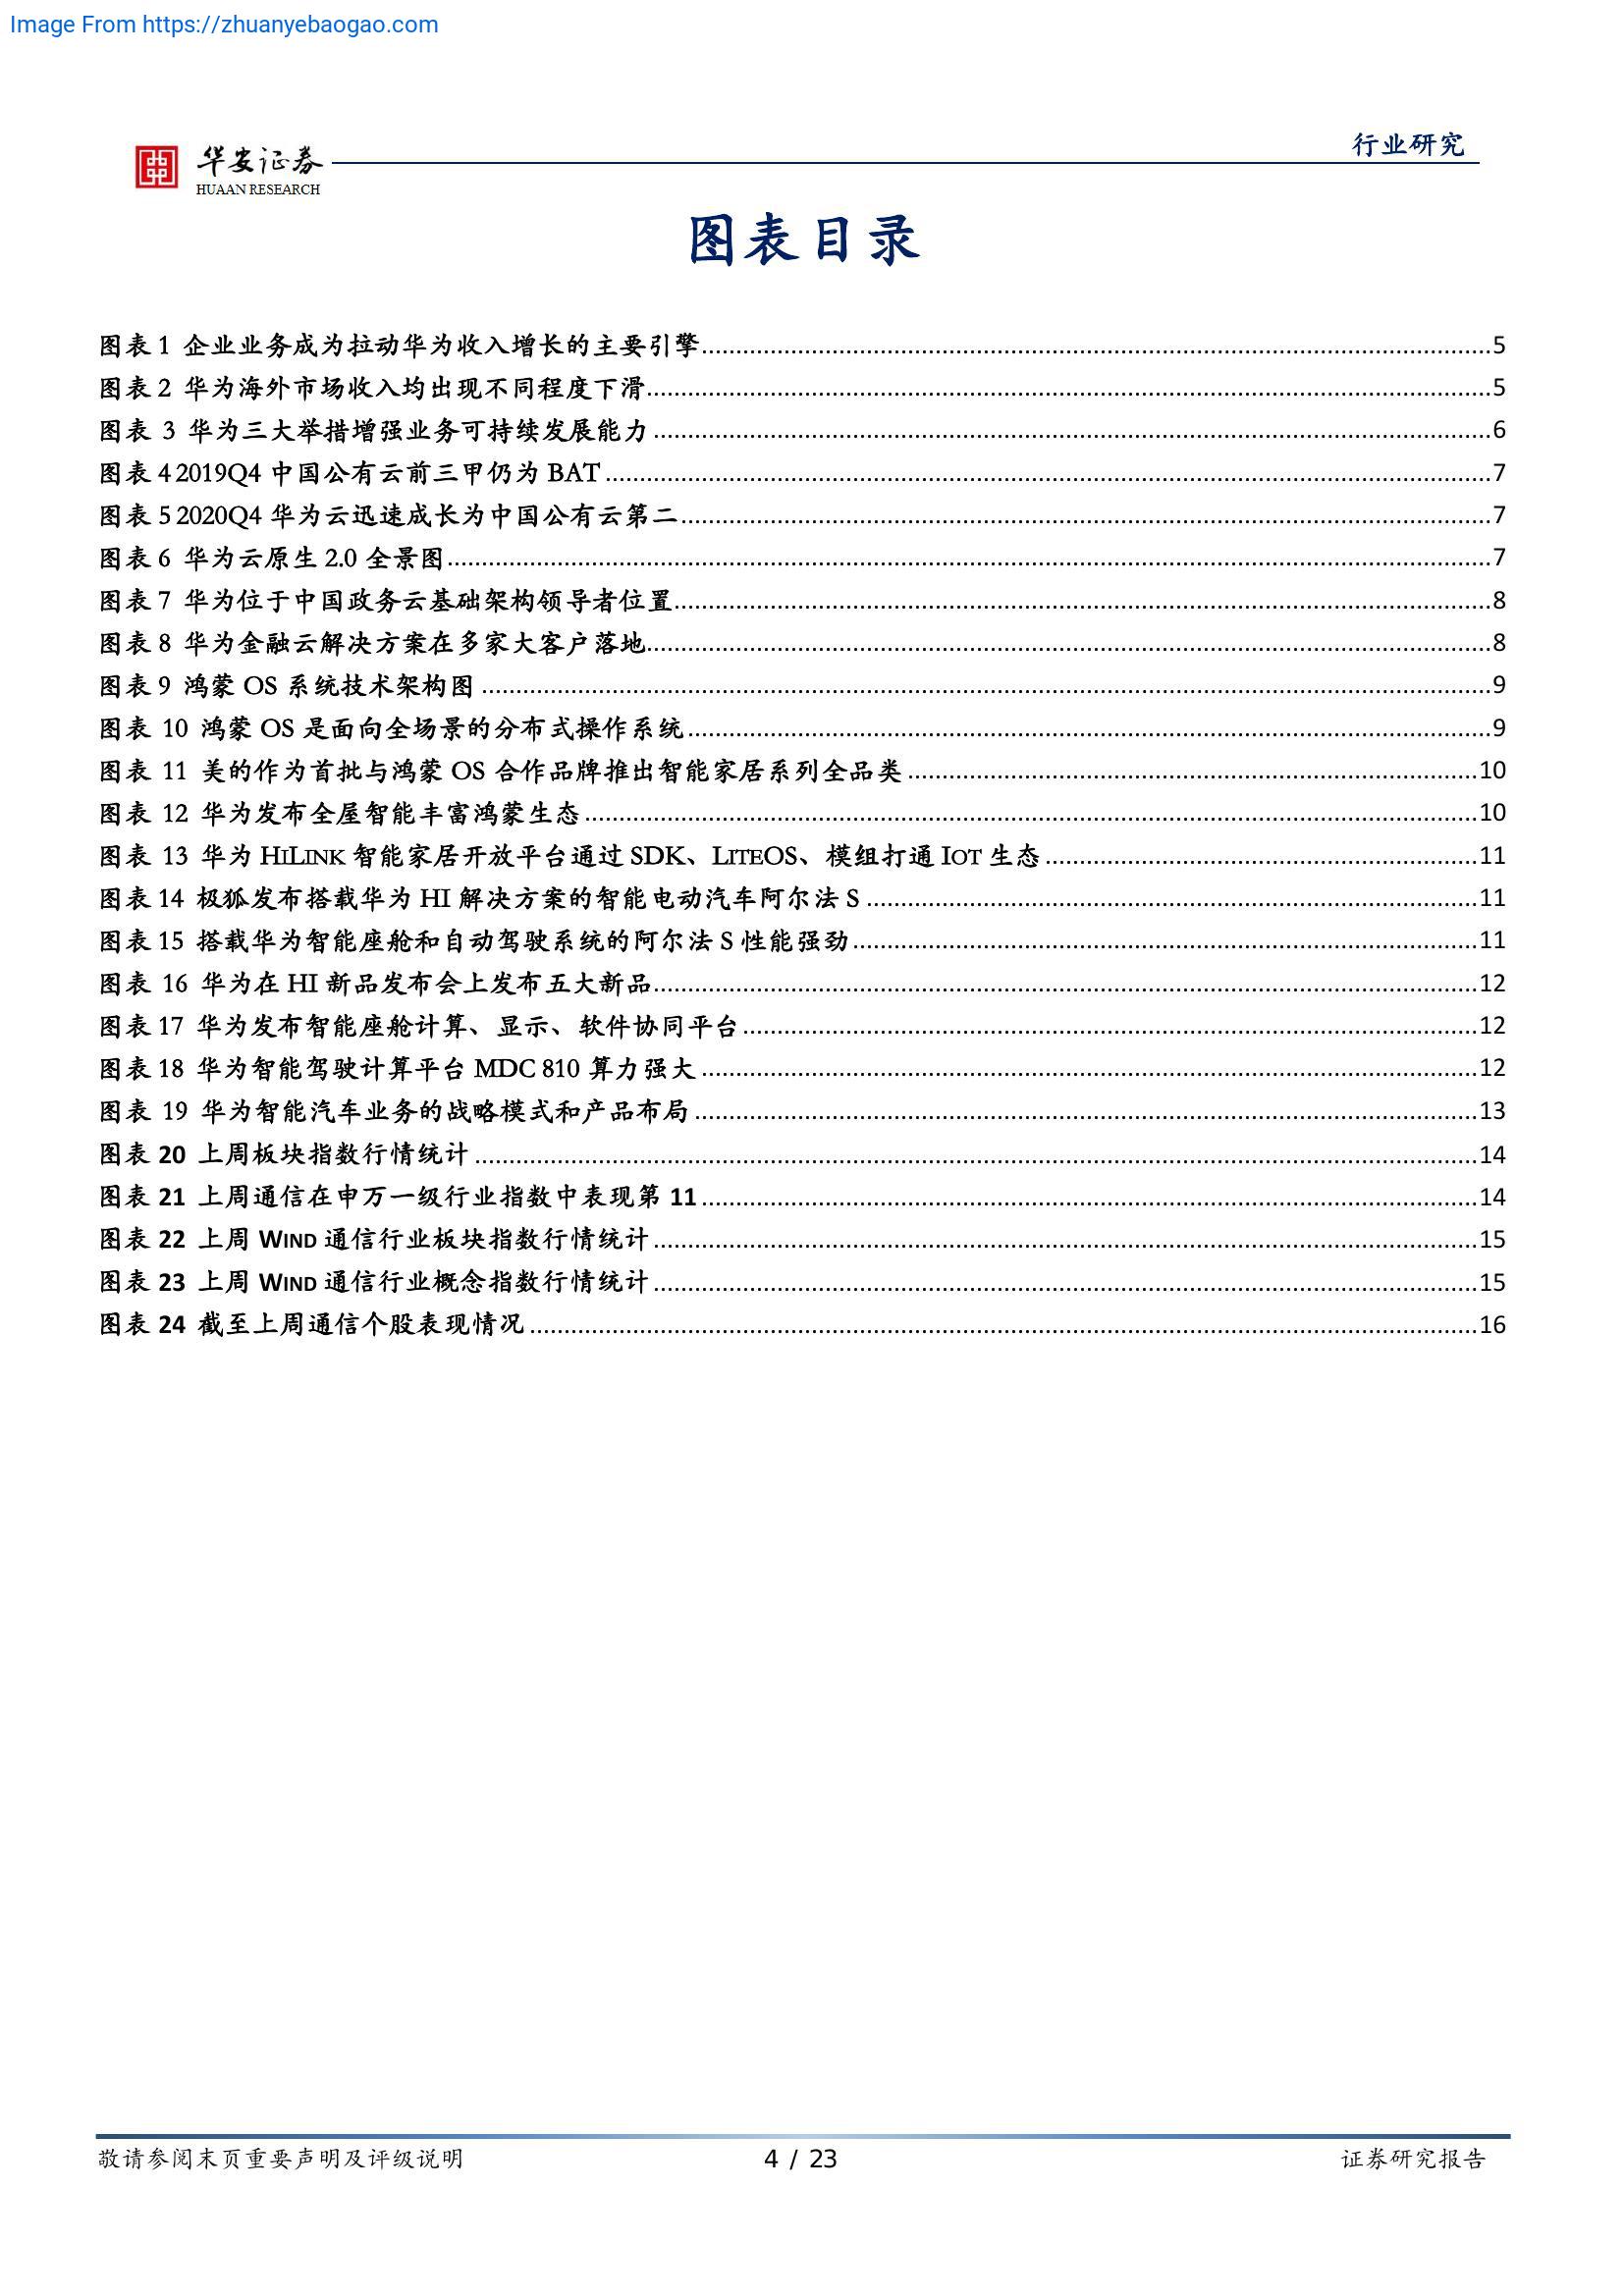 Image From https://zhuanyebaogao.com
行业研究
华安证券
HUAAN RESEARCH
图表目录
图表 1 企业业务成为拉动华为收入增长的主要引擎 5
图表 2 华为海外市场收入均出现不同程度下滑 5
图表 3 华为三大举措增强业务可持续发展能力 6
图表 4 2019Q4 中国公有云前三甲仍为 BAT 7
图表 5 2020Q4 华为云迅速成长为中国公有云第二 7
图表 6 华为云原生 2.0 全景图 7
图表 7 华为位于中国政务云基础架构领导者位置 8
图表 8 华为金融云解决方案在多家大客户落地 8
图表 9 鸿蒙 OS 系统技术架构图 9
图表 10 鸿蒙 OS 是面向全场景的分布式操作系统 9
图表 11 美的作为首批与鸿蒙 OS 合作品牌推出智能家居系列全品类 10
图表 12 华为发布全屋智能丰富鸿蒙生态 10
图表 13 华为 HiLink 智能家居开放平台通过 SDK、LiteOS、模组打通 Iot 生态 11
图表 14 极狐发布搭载华为 HI 解决方案的智能电动汽车阿尔法 S 11
图表 15 搭载华为智能座舱和自动驾驶系统的阿尔法 S 性能强劲 11
图表 16 华为在 HI 新品发布会上发布五大新品 12
图表 17 华为发布智能座舱计算、显示、软件协同平台 12
图表 18 华为智能驾驶计算平台 MDC 810 算力强大 12
图表 19 华为智能汽车业务的战略模式和产品布局 13
图表 20 上周板块指数行情统计 14
图表 21 上周通信在申万一级行业指数中表现第 11 14
图表 22 上周 Wind 通信行业板块指数行情统计 15
图表 23 上周 Wind 通信行业概念指数行情统计 15
图表 24 截至上周通信个股表现情况 16
敬请参阅末页重要声明及评级说明 4 / 23 证券研究报告